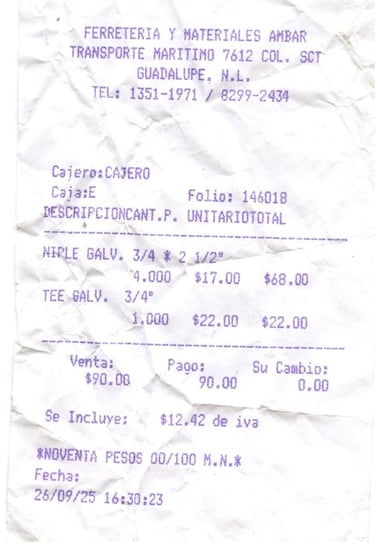 FERRETERIA Y MATERIALES AMBAR
TRANSPORTE MARITIMO 7612 COL. SCT
GUADALUPE, N.L.
TEL: 1351-1971 / 8299-2434
Cajero:CAJERO
Caja:E Folio: 146018
DESCRIPCIONCANT.P. UNITARIOTOTAL
NIPLE GALV. 3/4 * 2 1/2"
4.000 $17.00 $68.00
TEE GALV. 3/4"
1.000 $22.00 $22.00
Venta: Pago: Su Cambio:
$90.00 90.00 0.00
Se Incluye: $12.42 de iva
*NOVENTA PESOS 00/100 M.N.*
Fecha:
26/09/25 16:30:23